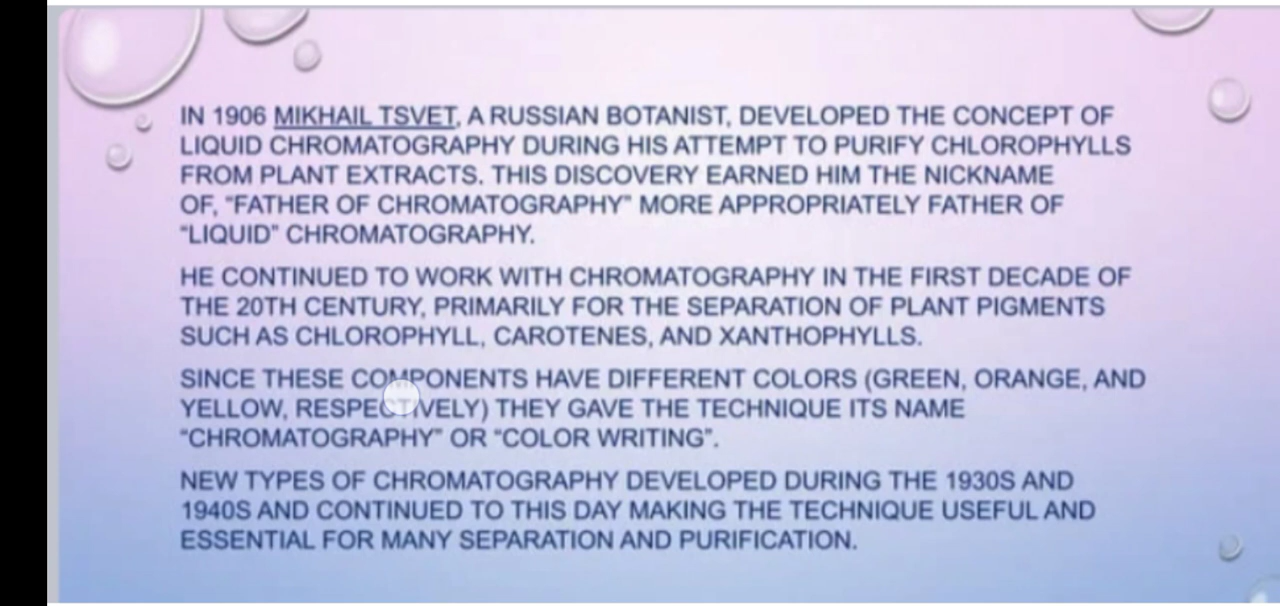 IN 1906 MIKHAIL TSVET, A RUSSIAN BOTANIST, DEVELOPED THE CONCEPT OF
LIQUID CHROMATOGRAPHY DURING HIS ATTEMPT TO PURIFY CHLOROPHYLLS
FROM PLANT EXTRACTS. THIS DISCOVERY EARNED HIM THE NICKNAME
OF, "FATHER OF CHROMATOGRAPHY" MORE APPROPRIATELY FATHER OF
"LIQUID" CHROMATOGRAPHY.
HE CONTINUED TO WORK WITH CHROMATOGRAPHY IN THE FIRST DECADE OF
THE 20TH CENTURY, PRIMARILY FOR THE SEPARATION OF PLANT PIGMENTS
SUCH AS CHLOROPHYLL, CAROTENES, AND XANTHOPHYLLS.
SINCE THESE COMPONENTS HAVE DIFFERENT COLORS (GREEN, ORANGE, AND
YELLOW, RESPECTIVELY) THEY GAVE THE TECHNIQUE ITS NAME
"CHROMATOGRAPHY" OR "COLOR WRITING".
NEW TYPES OF CHROMATOGRAPHY DEVELOPED DURING THE 1930S AND
1940S AND CONTINUED TO THIS DAY MAKING THE TECHNIQUE USEFUL AND
ESSENTIAL FOR MANY SEPARATION AND PURIFICATION.